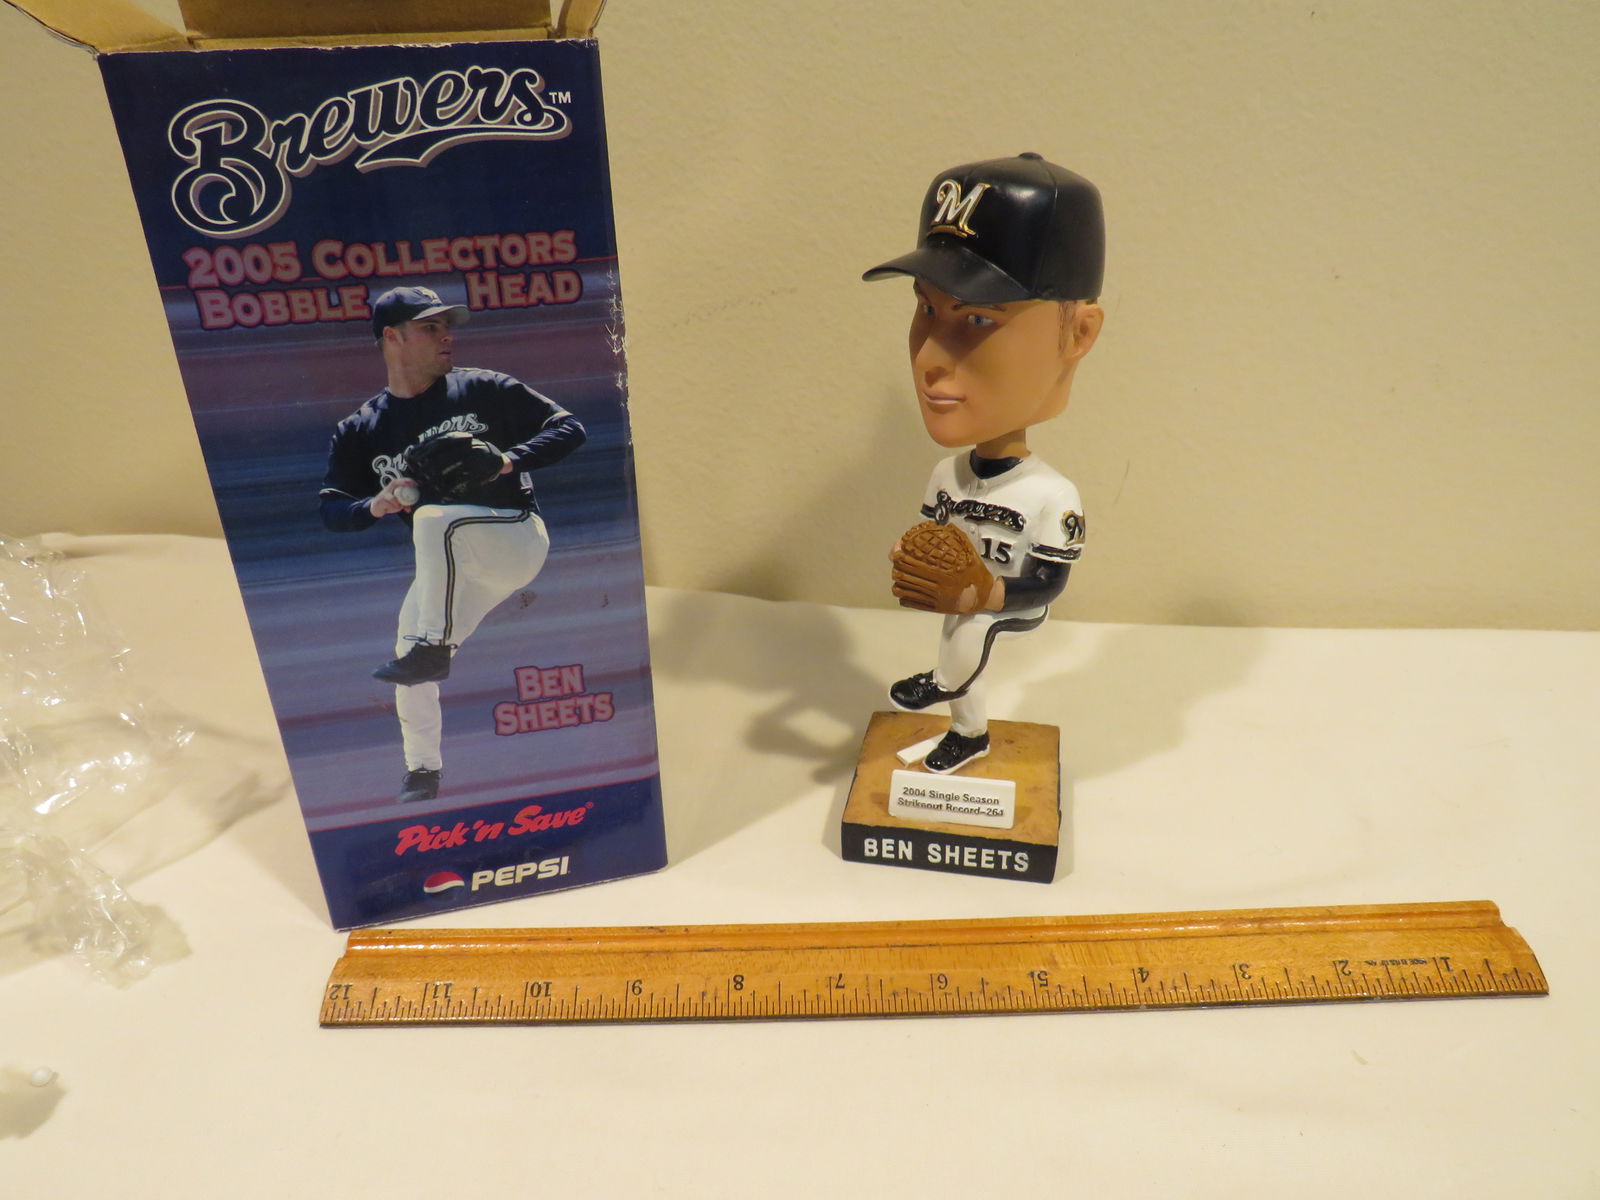 Brewers™
2005 COLLECTORS
BOBBLE HEAD
Brewers
BEN
SHEETS
Pick 'n Save®
PEPSI
M
Brewers
15
M
2004 Single Season
Strikeout Record-264
BEN SHEETS
12 11 10 9 8 7 6 5 4 3 2 1